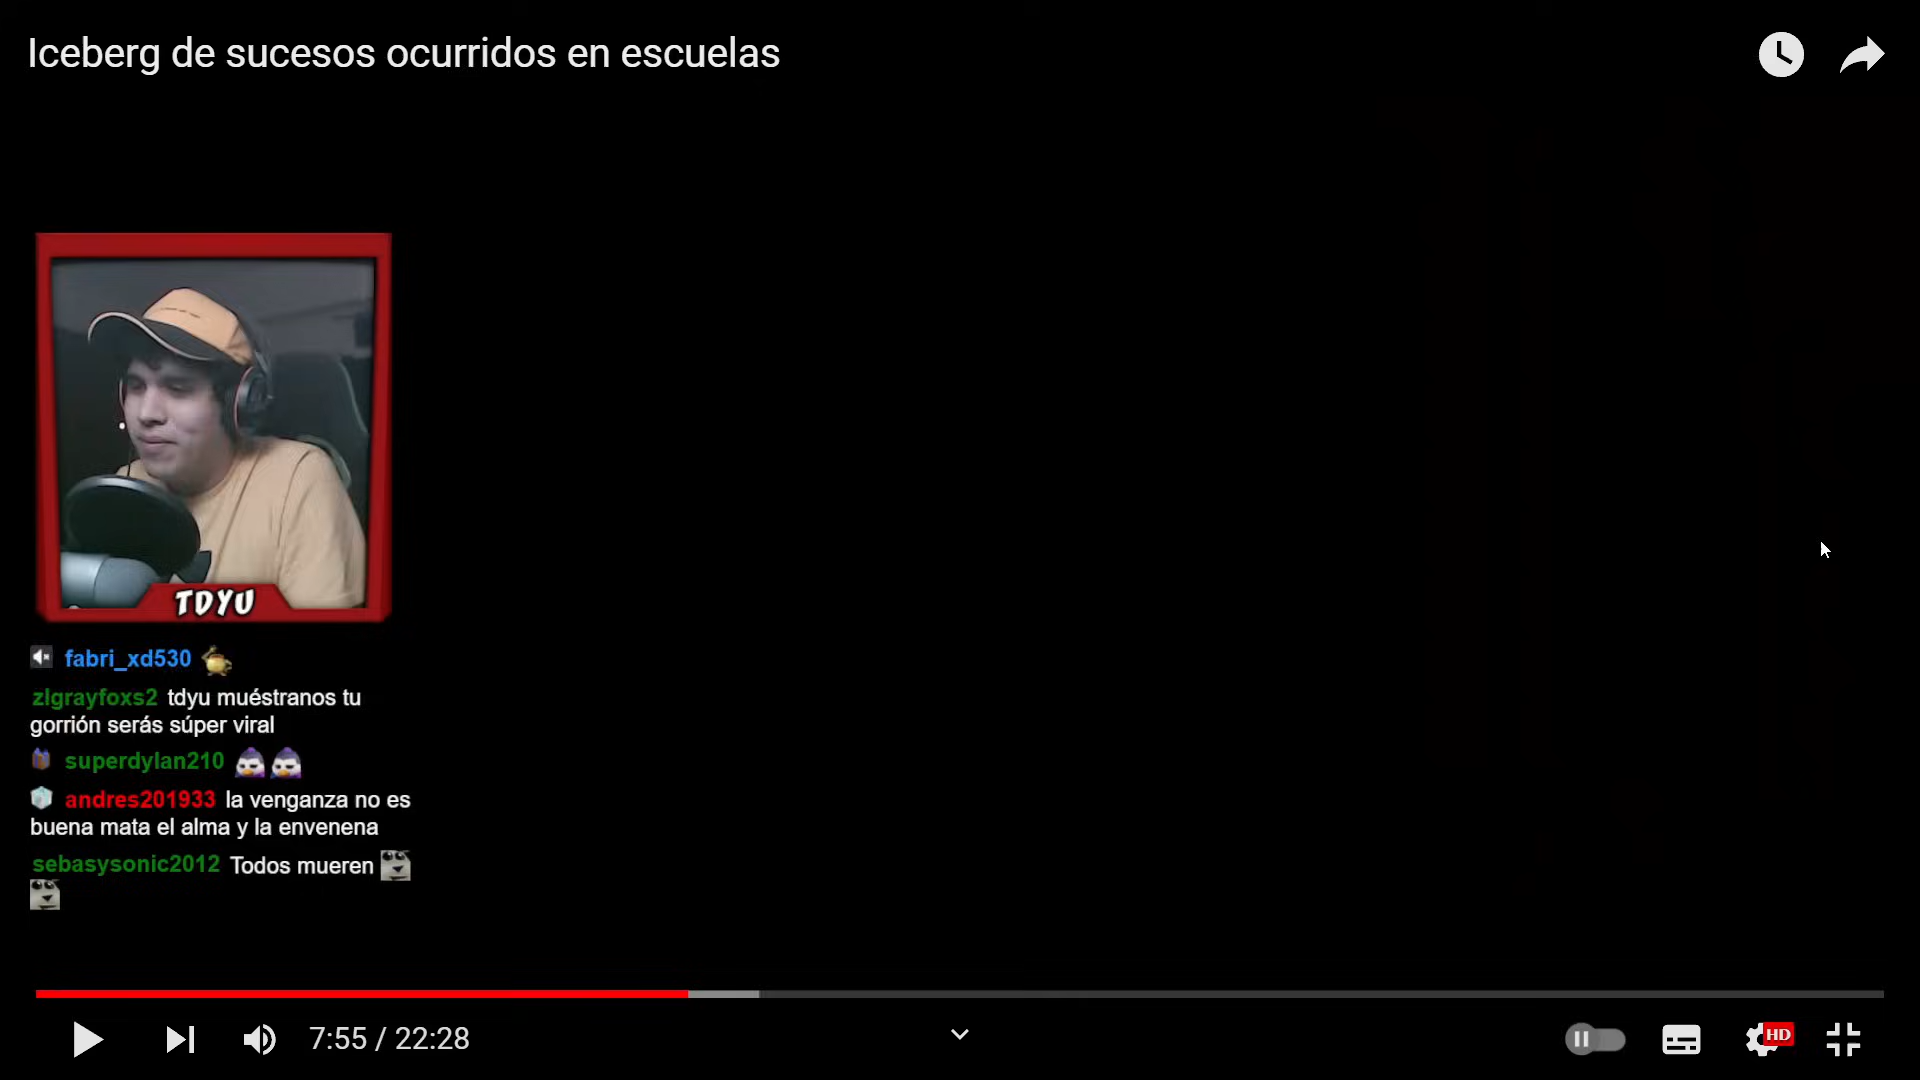 Iceberg de sucesos ocurridos en escuelas
TDYU
fabri_xd530
zlgrayfoxs2 tdyu muéstranos tu
gorrión serás súper viral
superdylan210
andres201933 la venganza no es
buena mata el alma y la envenena
sebasysonic2012 Todos mueren
7:55 / 22:28
HD